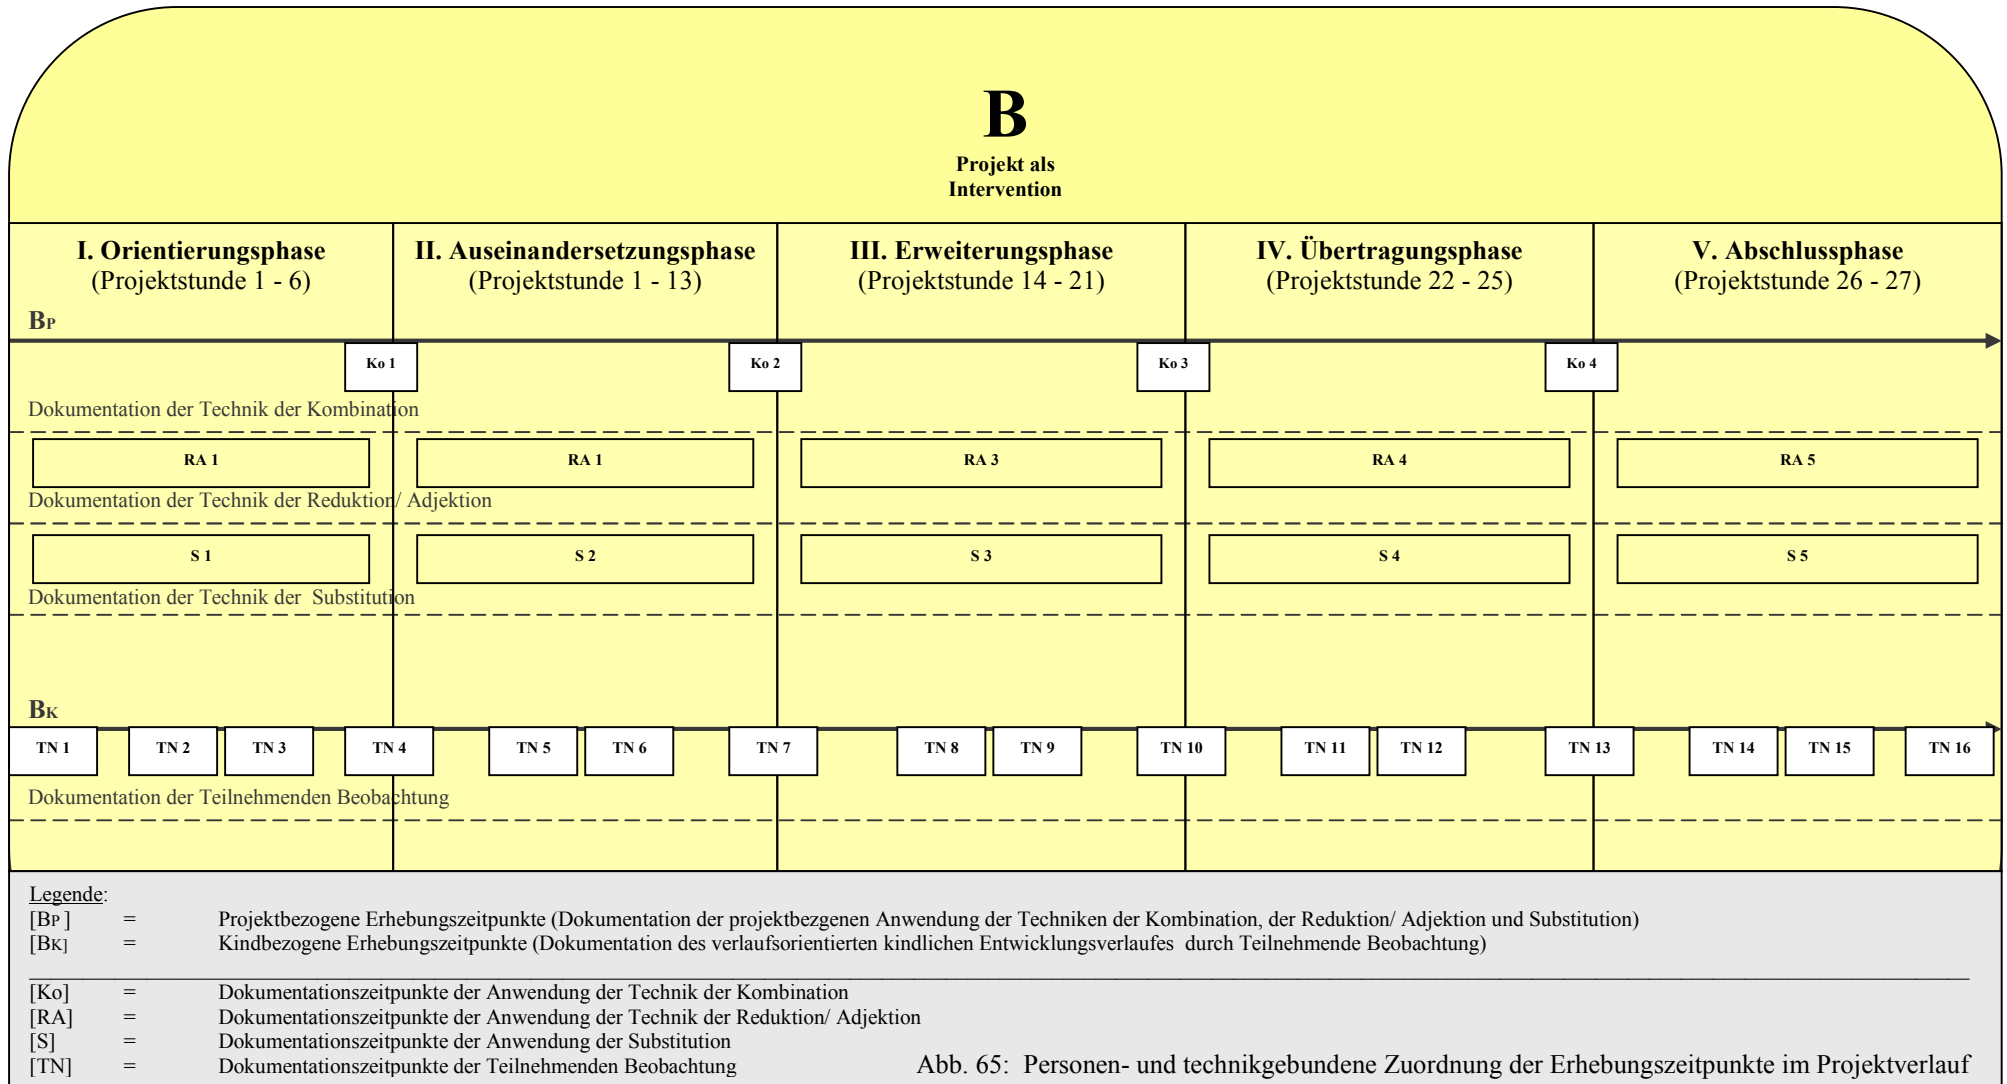 B
Projekt als
Intervention
I. Orientierungsphase
(Projektstunde 1 - 6)
II. Auseinandersetzungsphase
(Projektstunde 1 - 13)
III. Erweiterungsphase
(Projektstunde 14 - 21)
IV. Übertragungsphase
(Projektstunde 22 - 25)
V. Abschlussphase
(Projektstunde 26 - 27)
BP
Ko 1 Ko 2 Ko 3 Ko 4
Dokumentation der Technik der Kombination
RA 1 RA 1 RA 3 RA 4 RA 5
Dokumentation der Technik der Reduktion/ Adjektion
S 1 S 2 S 3 S 4 S 5
Dokumentation der Technik der Substitution
BK
TN 1 TN 2 TN 3 TN 4 TN 5 TN 6 TN 7 TN 8 TN 9 TN 10 TN 11 TN 12 TN 13 TN 14 TN 15 TN 16
Dokumentation der Teilnehmenden Beobachtung
Legende:
[BP ] = Projektbezogene Erhebungszeitpunkte (Dokumentation der projektbezgenen Anwendung der Techniken der Kombination, der Reduktion/ Adjektion und Substitution)
[BK] = Kindbezogene Erhebungszeitpunkte (Dokumentation des verlaufsorientierten kindlichen Entwicklungsverlaufes durch Teilnehmende Beobachtung)
[Ko] = Dokumentationszeitpunkte der Anwendung der Technik der Kombination
[RA] = Dokumentationszeitpunkte der Anwendung der Technik der Reduktion/ Adjektion
[S] = Dokumentationszeitpunkte der Anwendung der Substitution
[TN] = Dokumentationszeitpunkte der Teilnehmenden Beobachtung
Abb. 65: Personen- und technikgebundene Zuordnung der Erhebungszeitpunkte im Projektverlauf